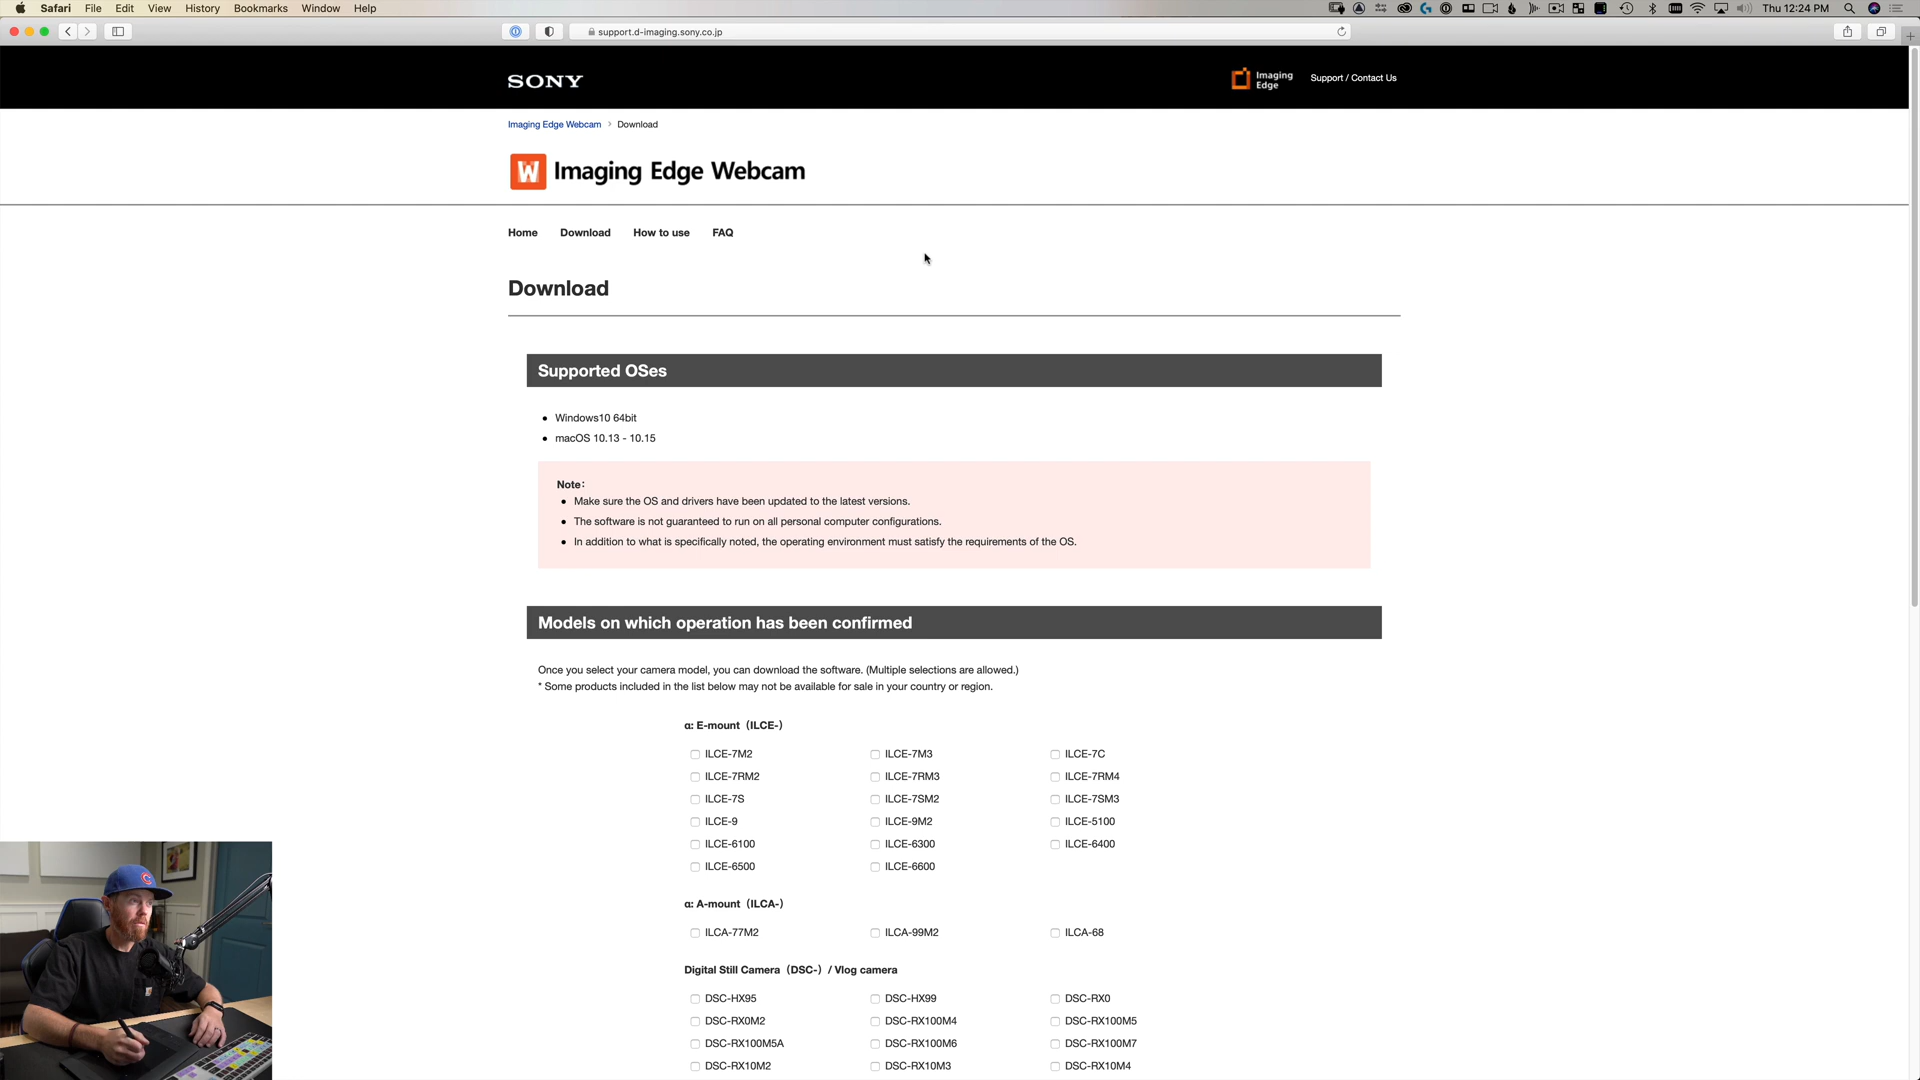 Safari File Edit View History Bookmarks Window Help Thu 12:24 PM
support.d-imaging.sony.co.jp
SONY
Imaging Edge
Support / Contact Us
Imaging Edge Webcam > Download
W Imaging Edge Webcam
Home Download How to use FAQ
Download
Supported OSes
• Windows10 64bit
• macOS 10.13 - 10.15
Note：
• Make sure the OS and drivers have been updated to the latest versions.
• The software is not guaranteed to run on all personal computer configurations.
• In addition to what is specifically noted, the operating environment must satisfy the requirements of the OS.
Models on which operation has been confirmed
Once you select your camera model, you can download the software. (Multiple selections are allowed.)
* Some products included in the list below may not be available for sale in your country or region.
α: E-mount（ILCE-）
ILCE-7M2 ILCE-7M3 ILCE-7C
ILCE-7RM2 ILCE-7RM3 ILCE-7RM4
ILCE-7S ILCE-7SM2 ILCE-7SM3
ILCE-9 ILCE-9M2 ILCE-5100
ILCE-6100 ILCE-6300 ILCE-6400
ILCE-6500 ILCE-6600
α: A-mount（ILCA-）
ILCA-77M2 ILCA-99M2 ILCA-68
Digital Still Camera（DSC-）/ Vlog camera
DSC-HX95 DSC-HX99 DSC-RX0
DSC-RX0M2 DSC-RX100M4 DSC-RX100M5
DSC-RX100M5A DSC-RX100M6 DSC-RX100M7
DSC-RX10M2 DSC-RX10M3 DSC-RX10M4